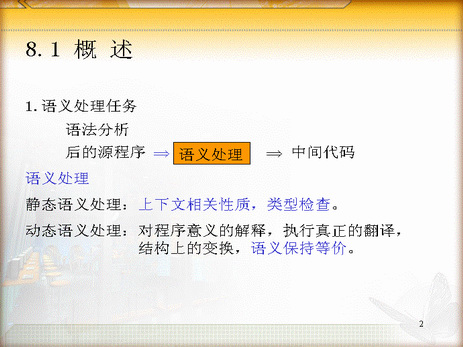 8.1 概 述
1.语义处理任务
语法分析
后的源程序 ⇒ 语义处理 ⇒ 中间代码
语义处理
静态语义处理：上下文相关性质，类型检查。
动态语义处理：对程序意义的解释，执行真正的翻译，
结构上的变换，语义保持等价。
2